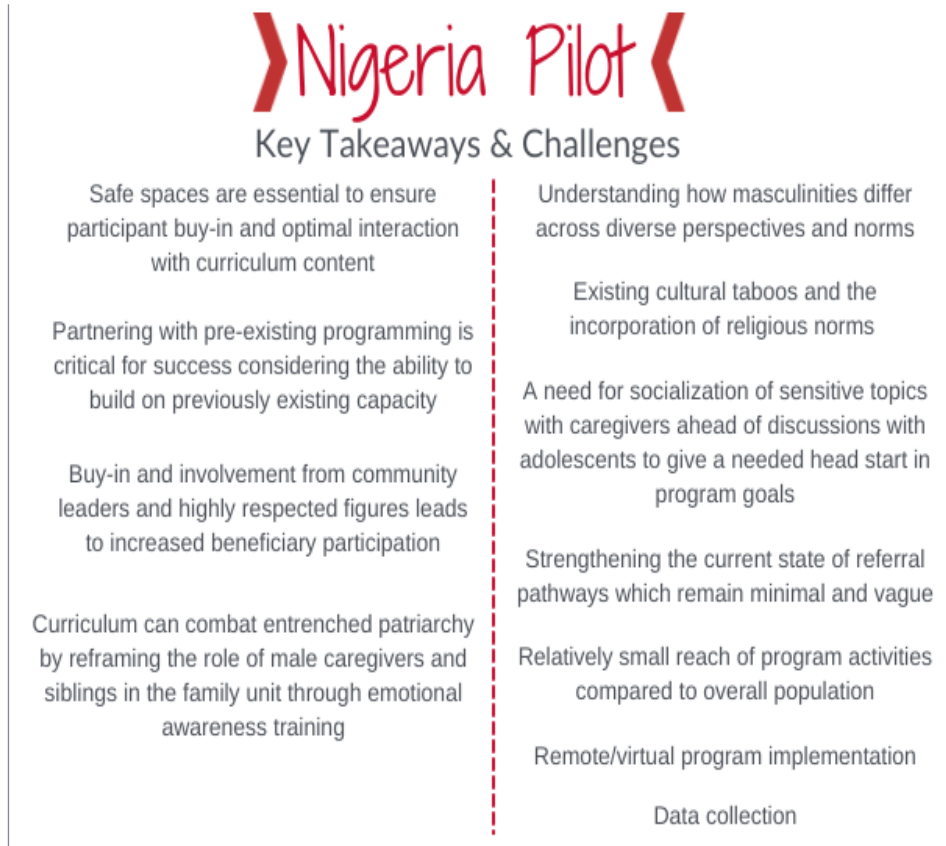 Nigeria Pilot
Key Takeaways & Challenges
Safe spaces are essential to ensure
participant buy-in and optimal interaction
with curriculum content
Partnering with pre-existing programming is
critical for success considering the ability to
build on previously existing capacity
Buy-in and involvement from community
leaders and highly respected figures leads
to increased beneficiary participation
Curriculum can combat entrenched patriarchy
by reframing the role of male caregivers and
siblings in the family unit through emotional
awareness training
Understanding how masculinities differ
across diverse perspectives and norms
Existing cultural taboos and the
incorporation of religious norms
A need for socialization of sensitive topics
with caregivers ahead of discussions with
adolescents to give a needed head start in
program goals
Strengthening the current state of referral
pathways which remain minimal and vague
Relatively small reach of program activities
compared to overall population
Remote/virtual program implementation
Data collection